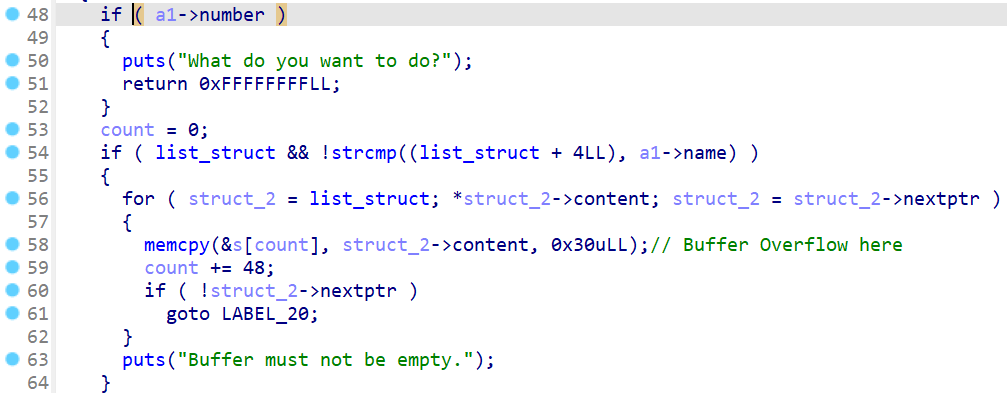 48 if ( a1->number )
49 {
50 puts("What do you want to do?");
51 return 0xFFFFFFFFLL;
52 }
53 count = 0;
54 if ( list_struct && !strcmp((list_struct + 4LL), a1->name) )
55 {
56 for ( struct_2 = list_struct; *struct_2->content; struct_2 = struct_2->nextptr )
57 {
58 memcpy(&s[count], struct_2->content, 0x30uLL);// Buffer Overflow here
59 count += 48;
60 if ( !struct_2->nextptr )
61 goto LABEL_20;
62 }
63 puts("Buffer must not be empty.");
64 }